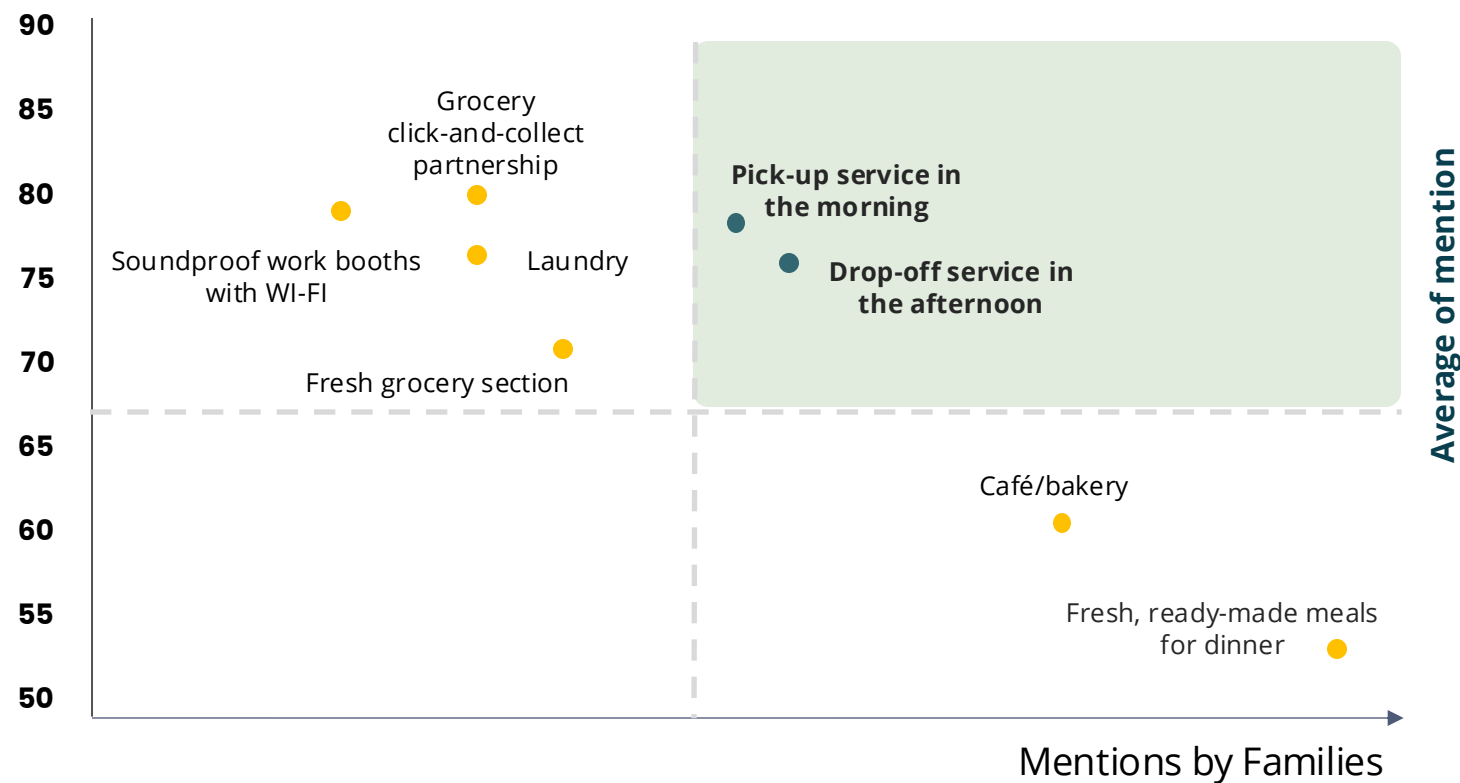 90
85
80
75
70
65
60
55
50
Grocery
click-and-collect
partnership
Soundproof work booths
with WI-FI
Laundry
Fresh grocery section
Pick-up service in
the morning
Drop-off service in
the afternoon
Café/bakery
Fresh, ready-made meals
for dinner
Average of mention
Mentions by Families